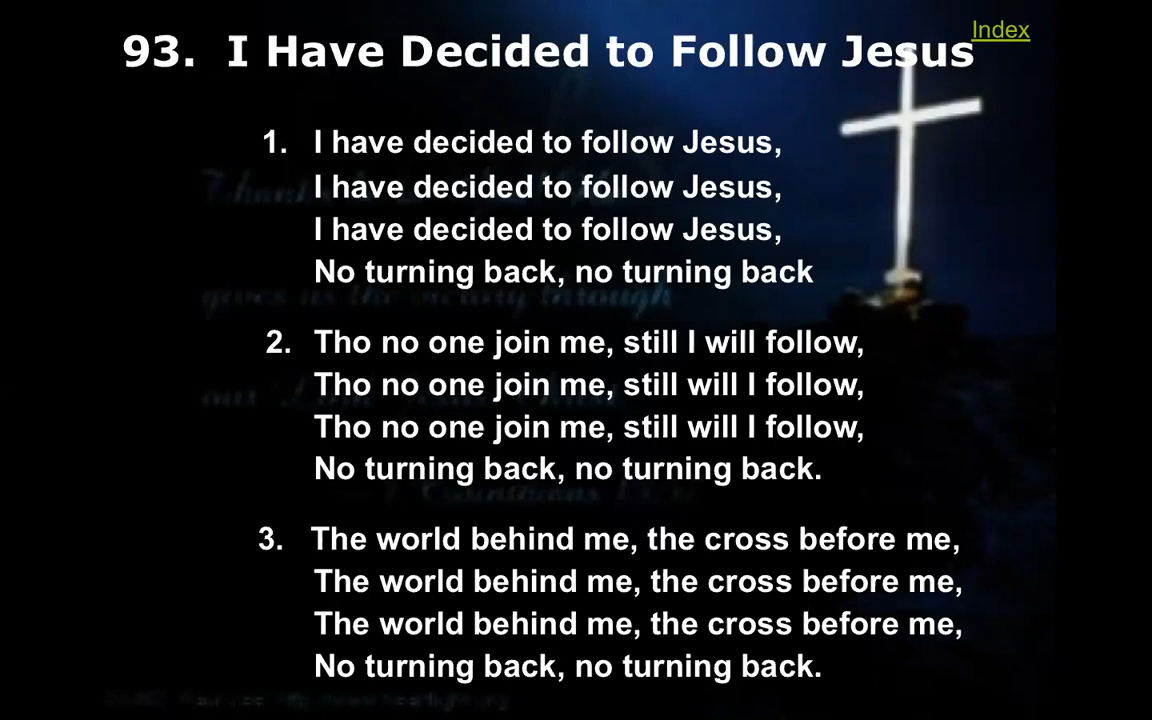 Index
93. I Have Decided to Follow Jesus
1. I have decided to follow Jesus,
I have decided to follow Jesus,
I have decided to follow Jesus,
No turning back, no turning back
2. Tho no one join me, still I will follow,
Tho no one join me, still will I follow,
Tho no one join me, still will I follow,
No turning back, no turning back.
3. The world behind me, the cross before me,
The world behind me, the cross before me,
The world behind me, the cross before me,
No turning back, no turning back.